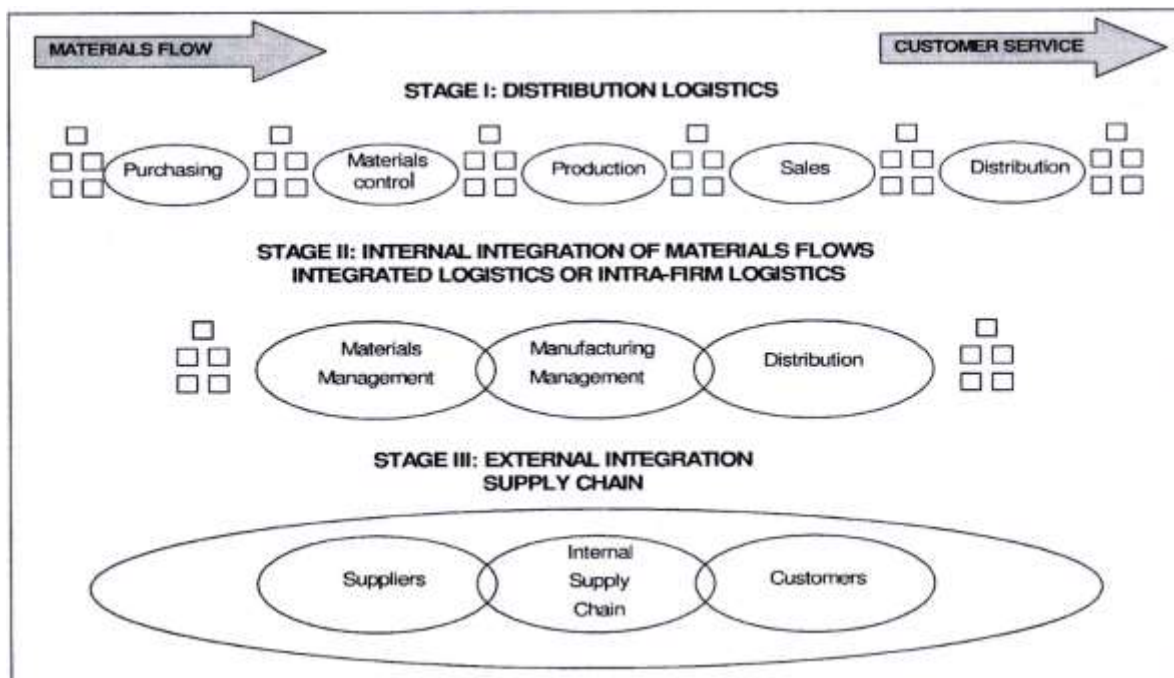 MATERIALS FLOW
CUSTOMER SERVICE
STAGE I: DISTRIBUTION LOGISTICS
Purchasing
Materials
control
Production
Sales
Distribution
STAGE II: INTERNAL INTEGRATION OF MATERIALS FLOWS
INTEGRATED LOGISTICS OR INTRA-FIRM LOGISTICS
Materials
Management
Manufacturing
Management
Distribution
STAGE III: EXTERNAL INTEGRATION
SUPPLY CHAIN
Suppliers
Internal
Supply
Chain
Customers